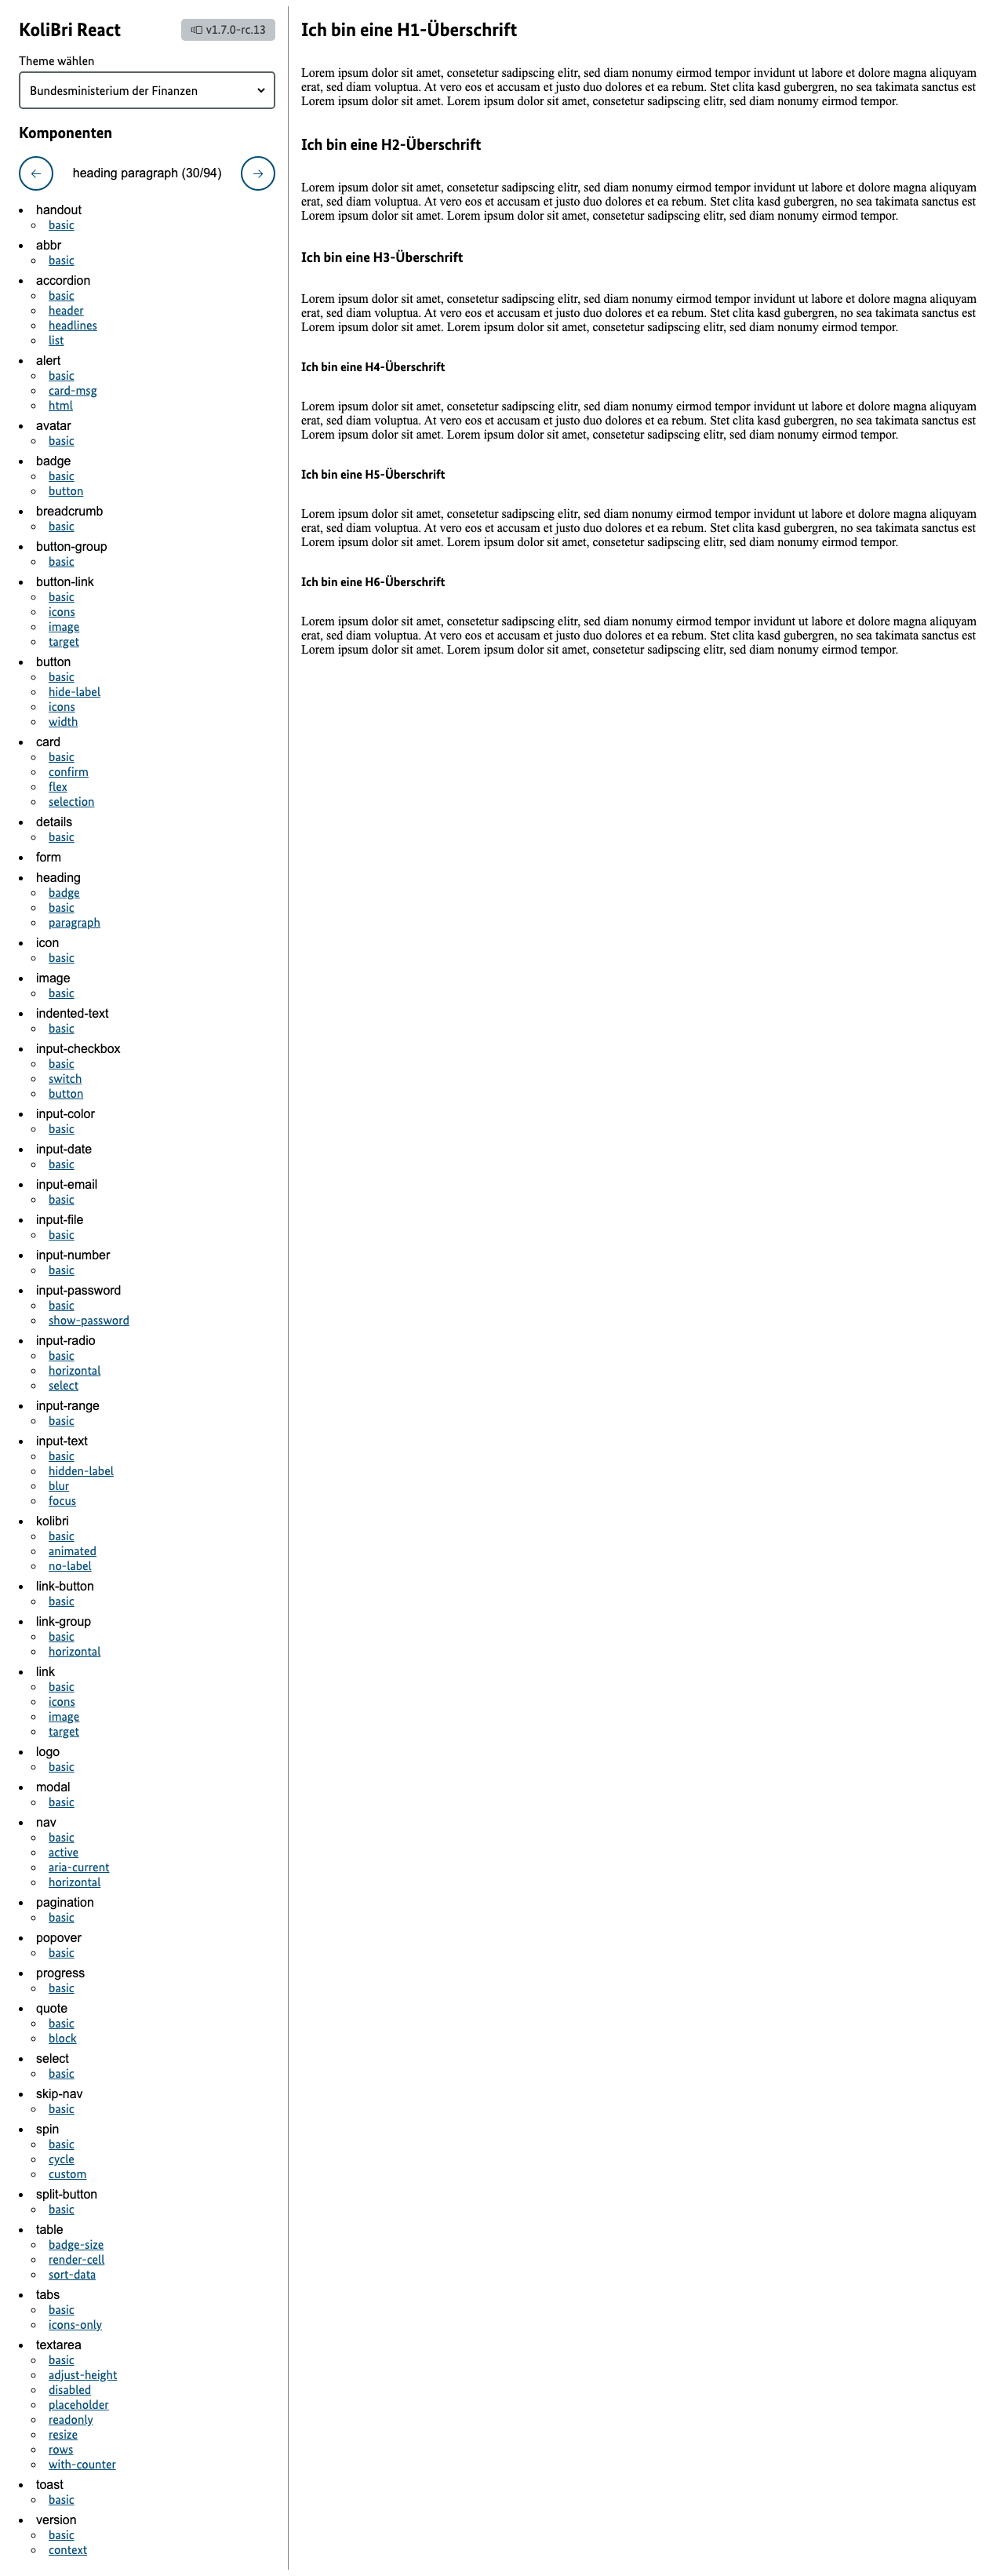 KoliBri React
v1.7.0-rc.13
Theme wählen
Bundesministerium der Finanzen
Komponenten
heading paragraph (30/94)
handout
basic
abbr
basic
accordion
basic
header
headlines
list
alert
basic
card-msg
html
avatar
basic
badge
basic
button
breadcrumb
basic
button-group
basic
button-link
basic
icons
image
target
button
basic
hide-label
icons
width
card
basic
confirm
flex
selection
details
basic
form
heading
badge
basic
paragraph
icon
basic
image
basic
indented-text
basic
input-checkbox
basic
switch
button
input-color
basic
input-date
basic
input-email
basic
input-file
basic
input-number
basic
input-password
basic
show-password
input-radio
basic
horizontal
select
input-range
basic
input-text
basic
hidden-label
blur
focus
kolibri
basic
animated
no-label
link-button
basic
link-group
basic
horizontal
link
basic
icons
image
target
logo
basic
modal
basic
nav
basic
active
aria-current
horizontal
pagination
basic
popover
basic
progress
basic
quote
basic
block
select
basic
skip-nav
basic
spin
basic
cycle
custom
split-button
basic
table
badge-size
render-cell
sort-data
tabs
basic
icons-only
textarea
basic
adjust-height
disabled
placeholder
readonly
resize
rows
with-counter
toast
basic
version
basic
context
Ich bin eine H1-Überschrift
Lorem ipsum dolor sit amet, consetetur sadipscing elitr, sed diam nonumy eirmod tempor invidunt ut labore et dolore magna aliquyam
erat, sed diam voluptua. At vero eos et accusam et justo duo dolores et ea rebum. Stet clita kasd gubergren, no sea takimata sanctus est
Lorem ipsum dolor sit amet. Lorem ipsum dolor sit amet, consetetur sadipscing elitr, sed diam nonumy eirmod tempor.
Ich bin eine H2-Überschrift
Lorem ipsum dolor sit amet, consetetur sadipscing elitr, sed diam nonumy eirmod tempor invidunt ut labore et dolore magna aliquyam
erat, sed diam voluptua. At vero eos et accusam et justo duo dolores et ea rebum. Stet clita kasd gubergren, no sea takimata sanctus est
Lorem ipsum dolor sit amet. Lorem ipsum dolor sit amet, consetetur sadipscing elitr, sed diam nonumy eirmod tempor.
Ich bin eine H3-Überschrift
Lorem ipsum dolor sit amet, consetetur sadipscing elitr, sed diam nonumy eirmod tempor invidunt ut labore et dolore magna aliquyam
erat, sed diam voluptua. At vero eos et accusam et justo duo dolores et ea rebum. Stet clita kasd gubergren, no sea takimata sanctus est
Lorem ipsum dolor sit amet. Lorem ipsum dolor sit amet, consetetur sadipscing elitr, sed diam nonumy eirmod tempor.
Ich bin eine H4-Überschrift
Lorem ipsum dolor sit amet, consetetur sadipscing elitr, sed diam nonumy eirmod tempor invidunt ut labore et dolore magna aliquyam
erat, sed diam voluptua. At vero eos et accusam et justo duo dolores et ea rebum. Stet clita kasd gubergren, no sea takimata sanctus est
Lorem ipsum dolor sit amet. Lorem ipsum dolor sit amet, consetetur sadipscing elitr, sed diam nonumy eirmod tempor.
Ich bin eine H5-Überschrift
Lorem ipsum dolor sit amet, consetetur sadipscing elitr, sed diam nonumy eirmod tempor invidunt ut labore et dolore magna aliquyam
erat, sed diam voluptua. At vero eos et accusam et justo duo dolores et ea rebum. Stet clita kasd gubergren, no sea takimata sanctus est
Lorem ipsum dolor sit amet. Lorem ipsum dolor sit amet, consetetur sadipscing elitr, sed diam nonumy eirmod tempor.
Ich bin eine H6-Überschrift
Lorem ipsum dolor sit amet, consetetur sadipscing elitr, sed diam nonumy eirmod tempor invidunt ut labore et dolore magna aliquyam
erat, sed diam voluptua. At vero eos et accusam et justo duo dolores et ea rebum. Stet clita kasd gubergren, no sea takimata sanctus est
Lorem ipsum dolor sit amet. Lorem ipsum dolor sit amet, consetetur sadipscing elitr, sed diam nonumy eirmod tempor.